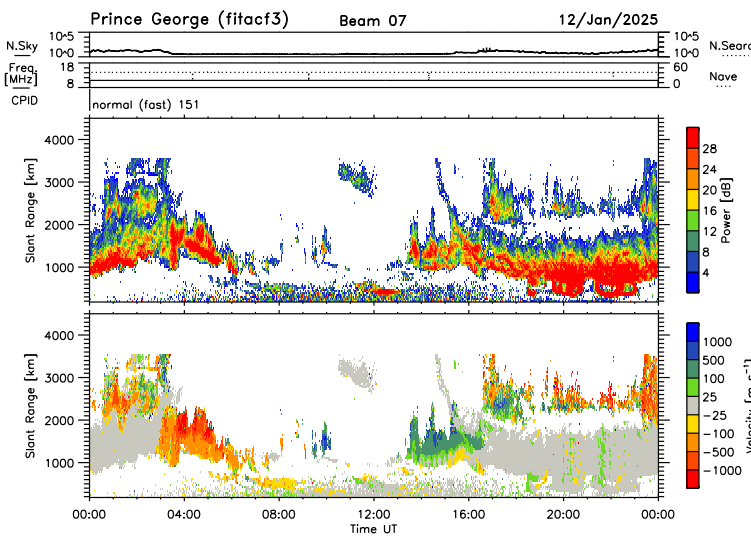 Prince George (fitacf3) Beam 07 12/Jan/2025
N.Sky 10^5 10^0 10^5 10^0 N.Sear
Freq [MHz] 18 8 60 0 Nave
CPID normal (fast) 151
Slant Range [km] 4000 3000 2000 1000
Power [dB] 28 24 20 16 12 8 4
Slant Range [km] 4000 3000 2000 1000
Velocity [m s⁻¹] 1000 500 100 25 -25 -100 -500 -1000
00:00 04:00 08:00 12:00 16:00 20:00 00:00
Time UT